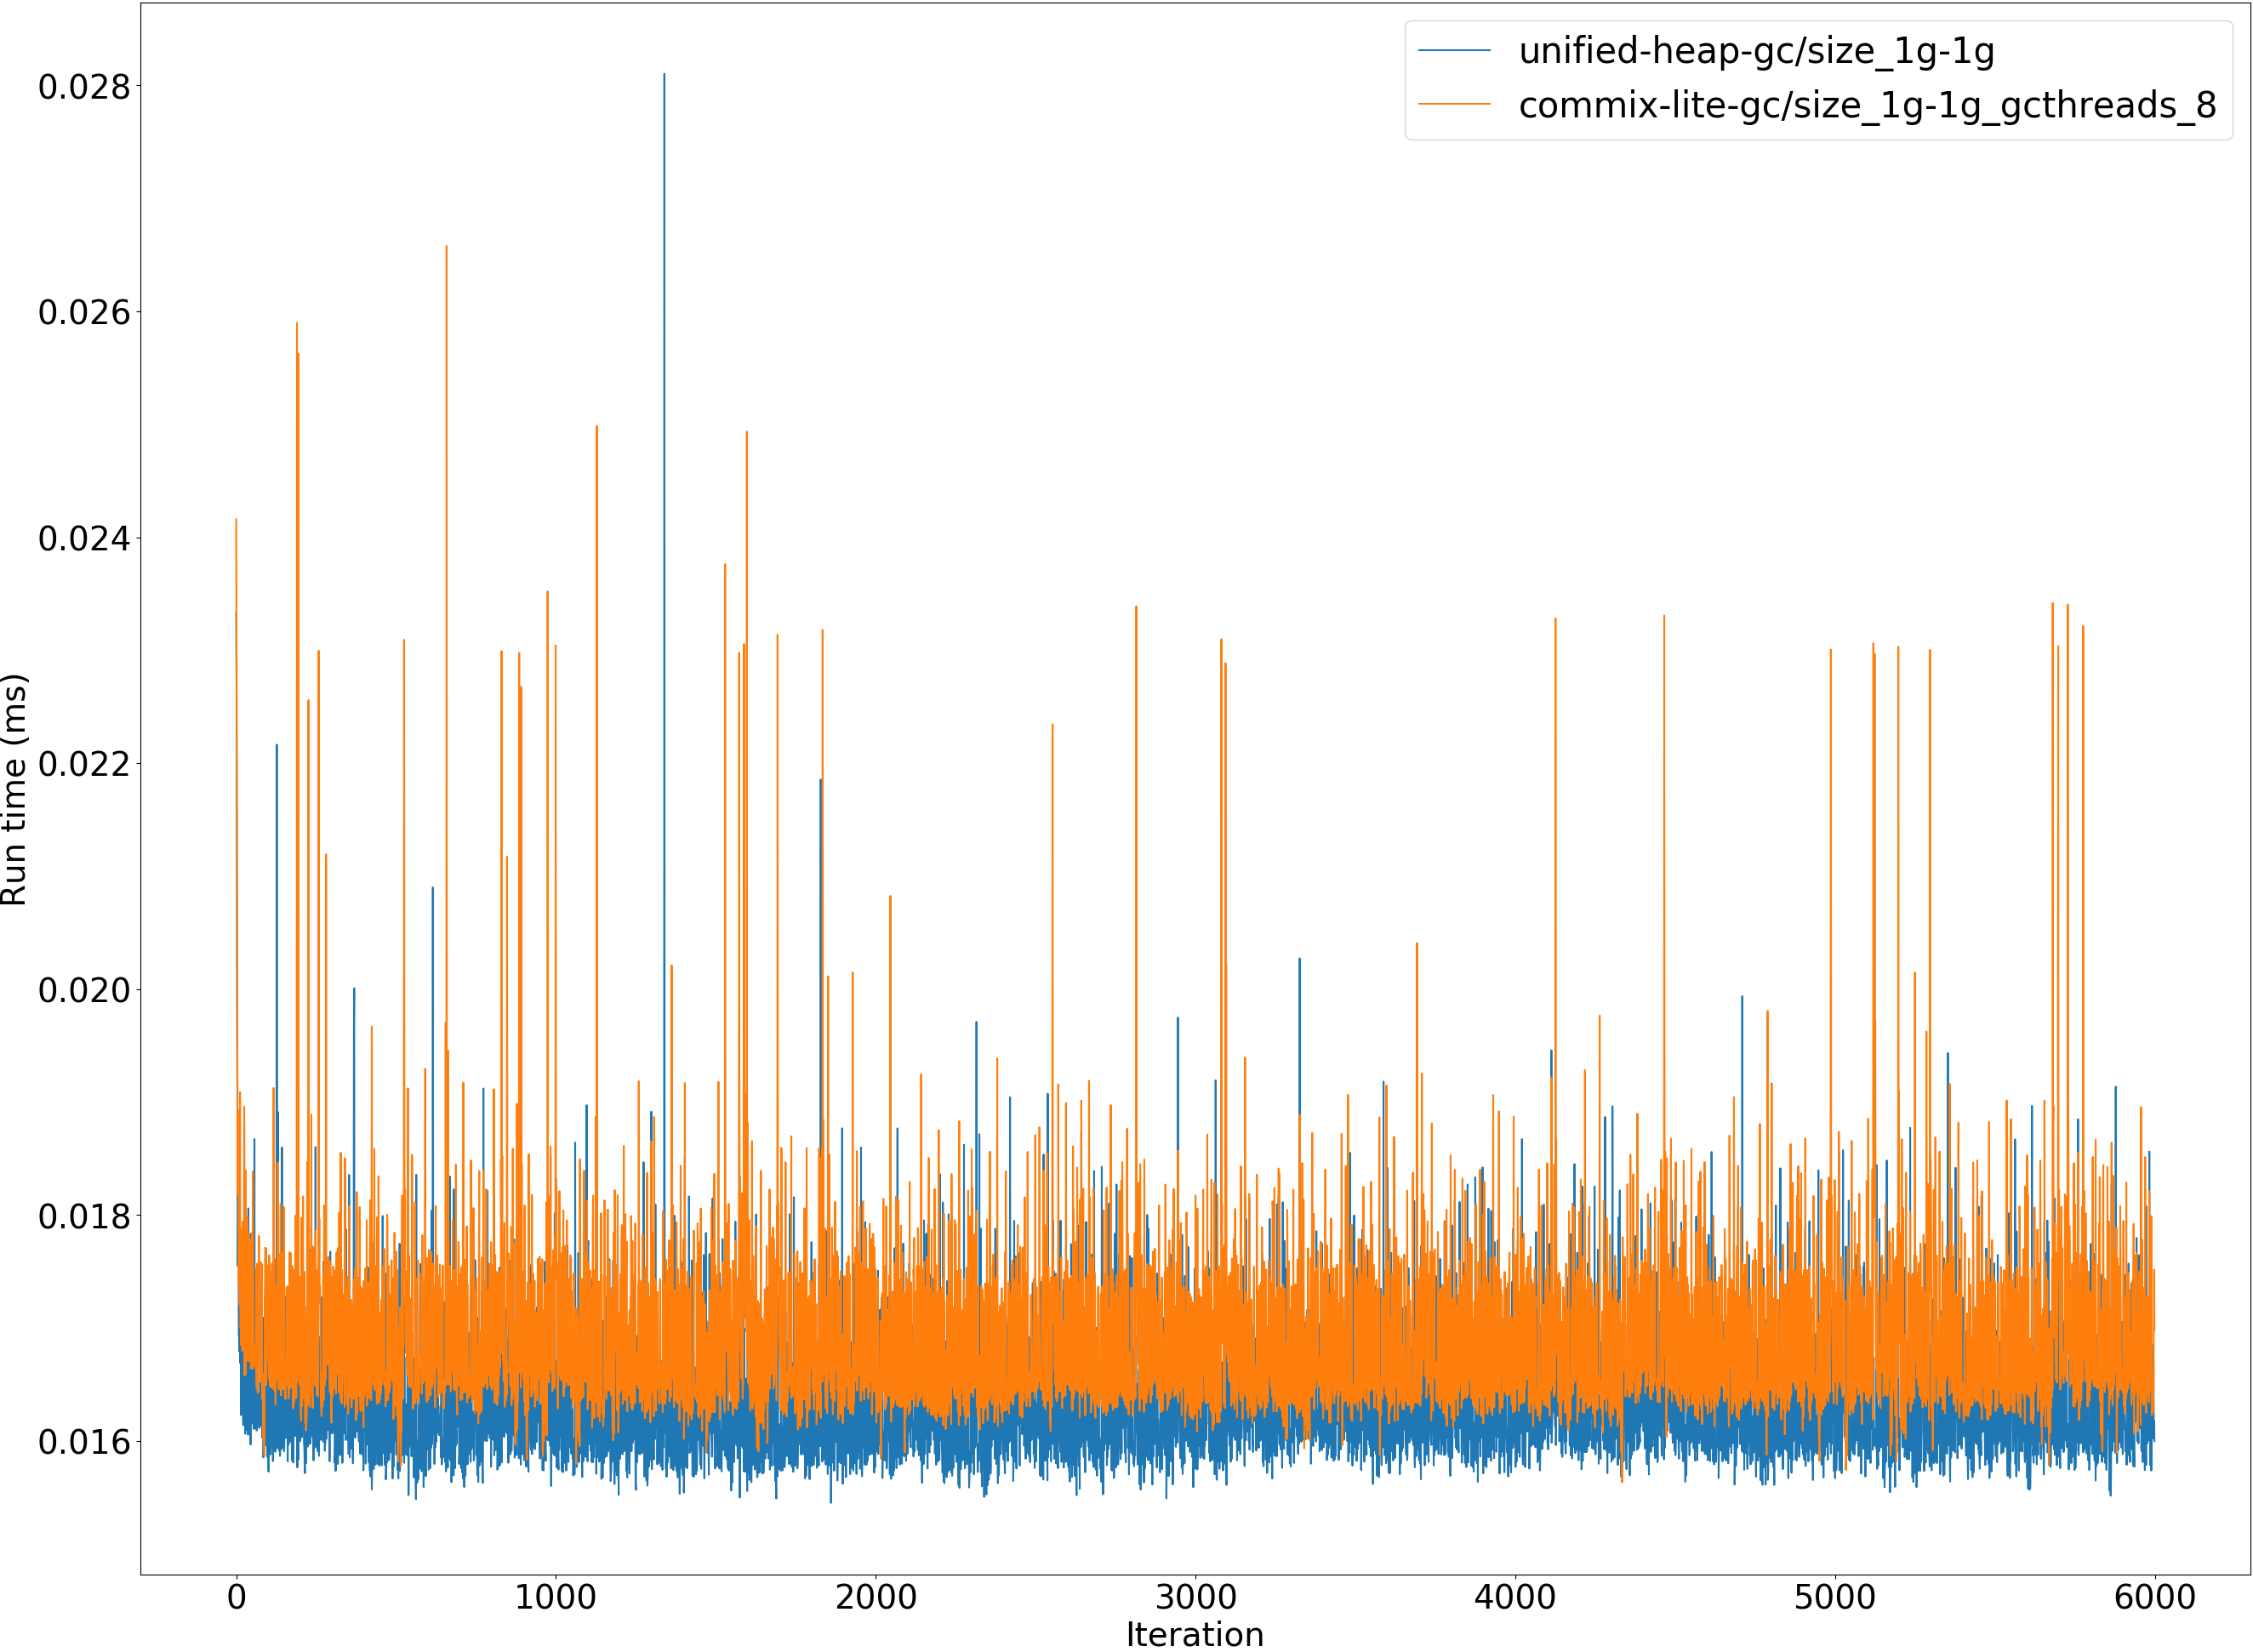 unified-heap-gc/size_1g-1g
commix-lite-gc/size_1g-1g_gcthreads_8
0.028
0.026
0.024
0.022
0.020
0.018
0.016
Run time (ms)
0 1000 2000 3000 4000 5000 6000
Iteration